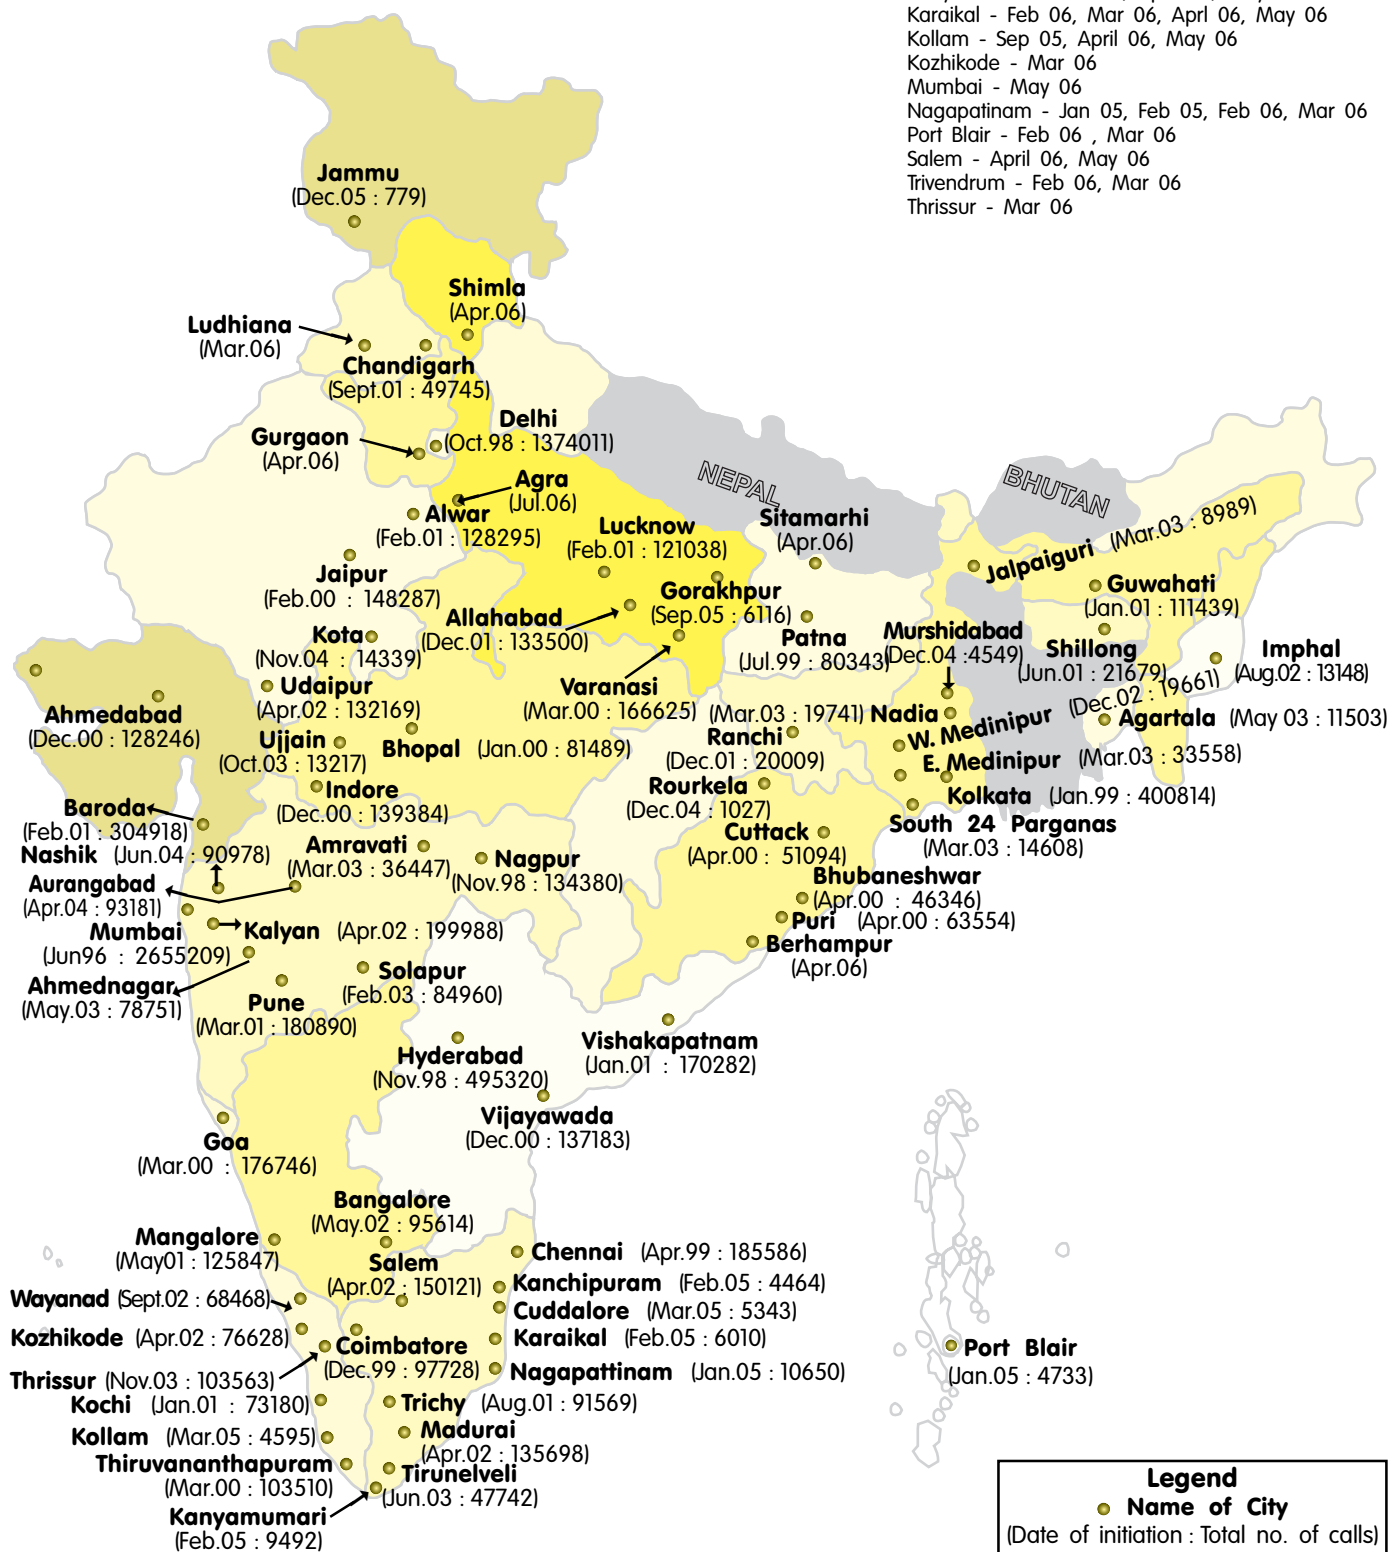 Karaikal - Feb 06, Mar 06, Aprl 06, May 06
Kollam - Sep 05, April 06, May 06
Kozhikode - Mar 06
Mumbai - May 06
Nagapatinam - Jan 05, Feb 05, Feb 06, Mar 06
Port Blair - Feb 06 , Mar 06
Salem - April 06, May 06
Trivendrum - Feb 06, Mar 06
Thrissur - Mar 06
Jammu
(Dec.05 : 779)
Shimla
(Apr.06)
Ludhiana
(Mar.06)
Chandigarh
(Sept.01 : 49745)
Delhi
(Oct.98 : 1374011)
Gurgaon
(Apr.06)
NEPAL
BHUTAN
Agra
(Jul.06)
Alwar
(Feb.01 : 128295)
Lucknow
(Feb.01 : 121038)
Sitamarhi
(Apr.06)
Jalpaiguri (Mar.03 : 8989)
Jaipur
(Feb.00 : 148287)
Gorakhpur
(Sep.05 : 6116)
Guwahati
(Jan.01 : 111439)
Allahabad
(Dec.01 : 133500)
Kota
(Nov.04 : 14339)
Patna
(Jul.99 : 80343)
Murshidabad
(Dec.04 :4549)
Shillong
(Jun.01 : 21679)
Imphal
(Aug.02 : 13148)
Udaipur
(Apr.02 : 132169)
Varanasi
(Mar.00 : 166625)
(Mar.03 : 19741) Nadia
W. Medinipur (Dec.02 : 19661)
Agartala (May 03 : 11503)
Ahmedabad
(Dec.00 : 128246)
Ujjain
(Oct.03 : 13217)
Bhopal (Jan.00 : 81489)
Ranchi
(Dec.01 : 20009)
E. Medinipur (Mar.03 : 33558)
Indore
(Dec.00 : 139384)
Rourkela
(Dec.04 : 1027)
Kolkata (Jan.99 : 400814)
Baroda
(Feb.01 : 304918)
South 24 Parganas
(Mar.03 : 14608)
Nashik (Jun.04 : 90978)
Amravati
(Mar.03 : 36447)
Nagpur
(Nov.98 : 134380)
Cuttack
(Apr.00 : 51094)
Aurangabad
(Apr.04 : 93181)
Bhubaneshwar
(Apr.00 : 46346)
Mumbai
(Jun96 : 2655209)
Kalyan (Apr.02 : 199988)
Puri (Apr.00 : 63554)
Berhampur
(Apr.06)
Ahmednagar
(May.03 : 78751)
Solapur
(Feb.03 : 84960)
Pune
(Mar.01 : 180890)
Hyderabad
(Nov.98 : 495320)
Vishakapatnam
(Jan.01 : 170282)
Vijayawada
(Dec.00 : 137183)
Goa
(Mar.00 : 176746)
Bangalore
(May.02 : 95614)
Mangalore
(May01 : 125847)
Chennai (Apr.99 : 185586)
Salem
(Apr.02 : 150121)
Kanchipuram (Feb.05 : 4464)
Wayanad (Sept.02 : 68468)
Cuddalore (Mar.05 : 5343)
Kozhikode (Apr.02 : 76628)
Karaikal (Feb.05 : 6010)
Coimbatore
(Dec.99 : 97728)
Port Blair
(Jan.05 : 4733)
Nagapattinam (Jan.05 : 10650)
Thrissur (Nov.03 : 103563)
Kochi (Jan.01 : 73180)
Trichy (Aug.01 : 91569)
Kollam (Mar.05 : 4595)
Madurai
(Apr.02 : 135698)
Thiruvananthapuram
(Mar.00 : 103510)
Tirunelveli
(Jun.03 : 47742)
Kanyamumari
(Feb.05 : 9492)
Legend
Name of City
(Date of initiation : Total no. of calls)